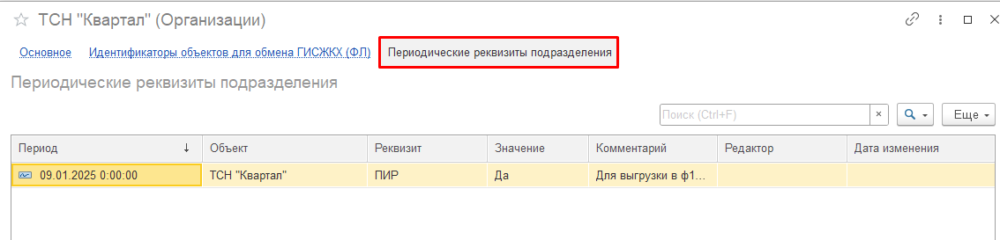 ТСН "Квартал" (Организации)
Основное Идентификаторы объектов для обмена ГИСЖКХ (ФЛ) Периодические реквизиты подразделения
Периодические реквизиты подразделения
Поиск (Ctrl+F) × Еще
Период ↓ Объект Реквизит Значение Комментарий Редактор Дата изменения
09.01.2025 0:00:00 ТСН "Квартал" ПИР Да Для выгрузки в ф1...